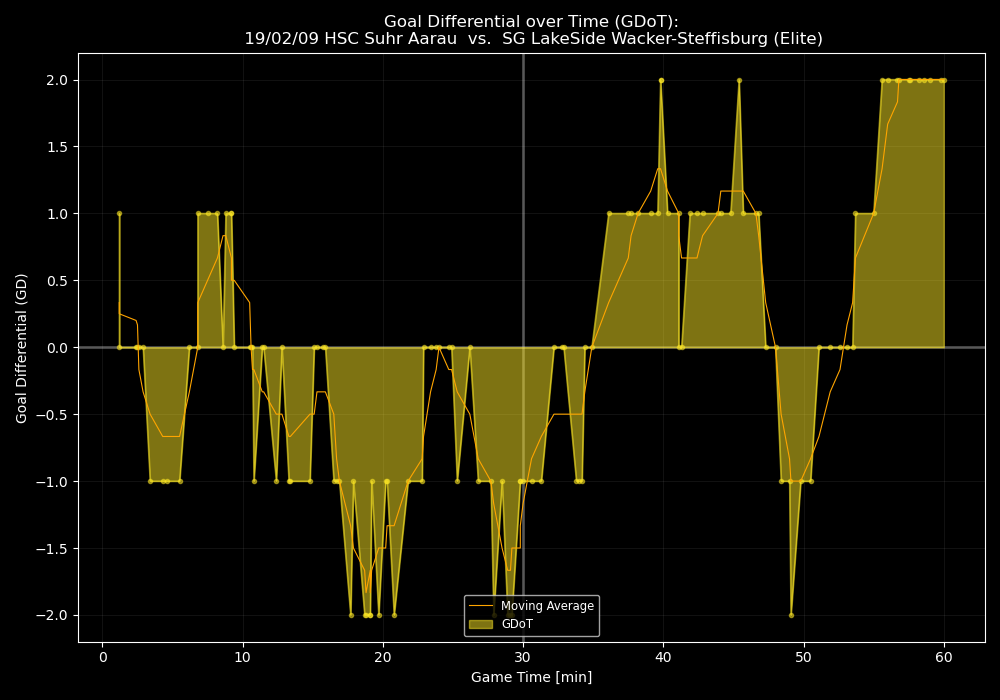 Goal Differential over Time (GDoT):
19/02/09 HSC Suhr Aarau  vs.  SG LakeSide Wacker-Steffisburg (Elite)
Goal Differential (GD)
2.0
1.5
1.0
0.5
0.0
−0.5
−1.0
−1.5
−2.0
Moving Average
GDoT
0 10 20 30 40 50 60
Game Time [min]